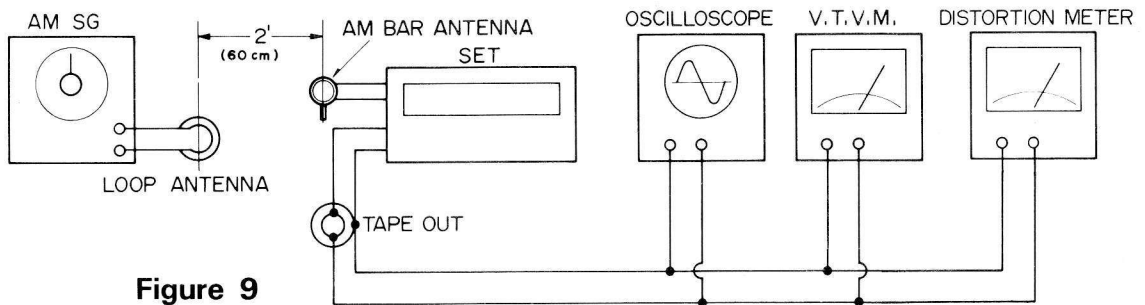 AM SG
2'
(60 cm)
AM BAR ANTENNA
SET
OSCILLOSCOPE
V.T.V.M.
DISTORTION METER
LOOP ANTENNA
TAPE OUT
Figure 9